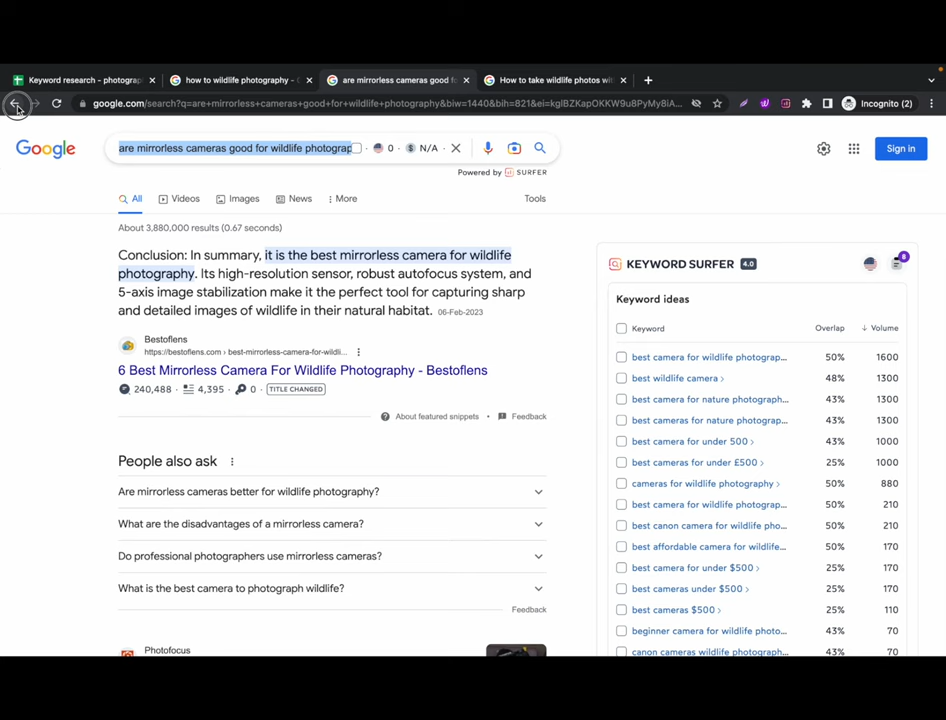 Keyword research - photograp
how to wildlife photography - G
are mirrorless cameras good fo
How to take wildlife photos wit
google.com/search?q=are+mirrorless+cameras+good+for+wildlife+photography&biw=1440&bih=821&ei=kglBZKapOKKW9u8PyMy8iA...
Incognito (2)
Google
are mirrorless cameras good for wildlife photograp
0
N/A
Sign in
Powered by SURFER
All
Videos
Images
News
More
Tools
About 3,880,000 results (0.67 seconds)
Conclusion: In summary, it is the best mirrorless camera for wildlife
photography. Its high-resolution sensor, robust autofocus system, and
5-axis image stabilization make it the perfect tool for capturing sharp
and detailed images of wildlife in their natural habitat. 06-Feb-2023
Bestoflens
https://bestoflens.com › best-mirrorless-camera-for-wildli...
6 Best Mirrorless Camera For Wildlife Photography - Bestoflens
240,488 · 4,395 · 0 · TITLE CHANGED
About featured snippets • Feedback
People also ask
Are mirrorless cameras better for wildlife photography?
What are the disadvantages of a mirrorless camera?
Do professional photographers use mirrorless cameras?
What is the best camera to photograph wildlife?
Feedback
Photofocus
KEYWORD SURFER 4.0
8
Keyword ideas
Keyword Overlap ↓ Volume
best camera for wildlife photograp... 50% 1600
best wildlife camera › 48% 1300
best camera for nature photograph... 43% 1300
best cameras for nature photograp... 43% 1300
best camera for under 500 › 43% 1000
best cameras for under £500 › 25% 1000
cameras for wildlife photography › 50% 880
best camera for wildlife photograp... 50% 210
best canon camera for wildlife pho... 50% 210
best affordable camera for wildlife... 50% 170
best camera for under $500 › 25% 170
best cameras under $500 › 25% 170
best cameras $500 › 25% 110
beginner camera for wildlife photo... 43% 70
canon cameras wildlife photograph... 43% 70